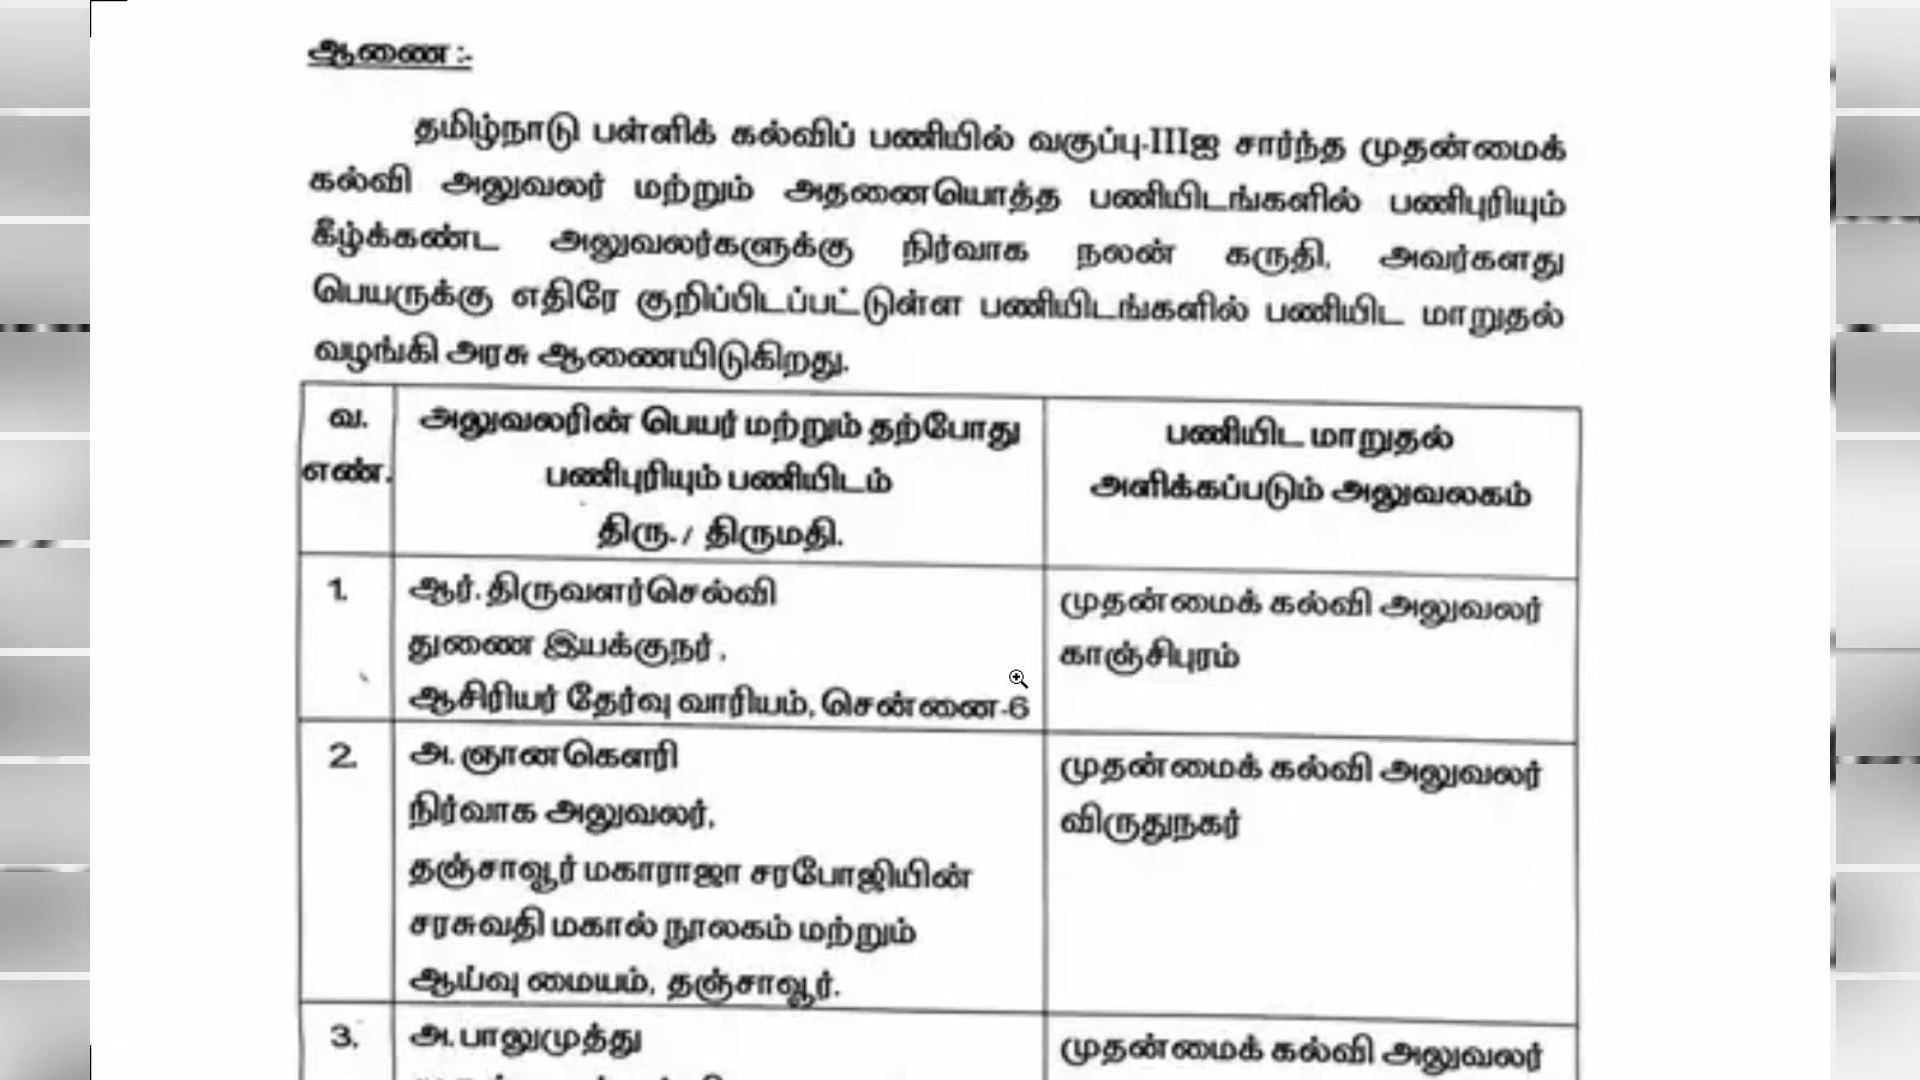 ஆணை :-
தமிழ்நாடு பள்ளிக் கல்விப் பணியில் வகுப்பு-IIIஐ சார்ந்த முதன்மைக்
கல்வி அலுவலர் மற்றும் அதனையொத்த பணியிடங்களில் பணிபுரியும்
கீழ்க்கண்ட அலுவலர்களுக்கு நிர்வாக நலன் கருதி, அவர்களது
பெயருக்கு எதிரே குறிப்பிடப்பட்டுள்ள பணியிடங்களில் பணியிட மாறுதல்
வழங்கி அரசு ஆணையிடுகிறது.
வ.
எண்.
அலுவலரின் பெயர் மற்றும் தற்போது
பணிபுரியும் பணியிடம்
திரு. / திருமதி.
பணியிட மாறுதல்
அளிக்கப்படும் அலுவலகம்
1.
ஆர். திருவளர்செல்வி
துணை இயக்குநர் ,
ஆசிரியர் தேர்வு வாரியம், சென்னை-6
முதன்மைக் கல்வி அலுவலர்
காஞ்சிபுரம்
2.
அ. ஞானகௌரி
நிர்வாக அலுவலர்,
தஞ்சாவூர் மகாராஜா சரபோஜியின்
சரசுவதி மகால் நூலகம் மற்றும்
ஆய்வு மையம், தஞ்சாவூர்.
முதன்மைக் கல்வி அலுவலர்
விருதுநகர்
3.
அ. பாலுமுத்து
முதன்மைக் கல்வி அலுவலர்